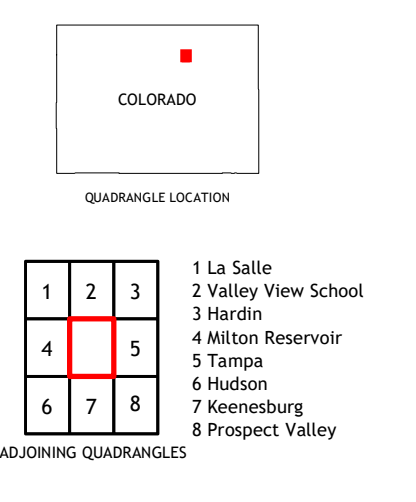 COLORADO
QUADRANGLE LOCATION
1 2 3
4 5
6 7 8
ADJOINING QUADRANGLES
1 La Salle
2 Valley View School
3 Hardin
4 Milton Reservoir
5 Tampa
6 Hudson
7 Keenesburg
8 Prospect Valley